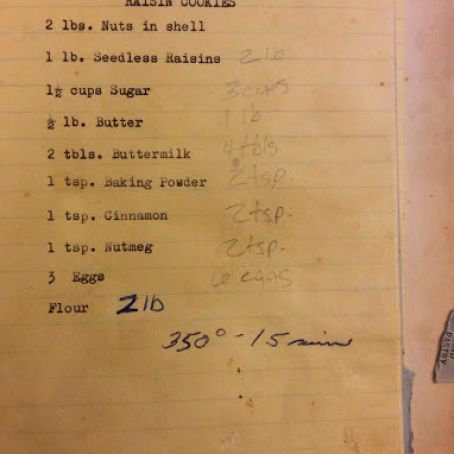 RAISIN COOKIES
2 lbs. Nuts in shell
1 lb. Seedless Raisins 2 lb
1½ cups Sugar 3 cups
½ lb. Butter 1 lb
2 tbls. Buttermilk 4 tbls
1 tsp. Baking Powder 2 tsp.
1 tsp. Cinnamon 2 tsp.
1 tsp. Nutmeg 2 tsp.
3 Eggs 6 eggs
Flour 2 lb
350° - 15 min